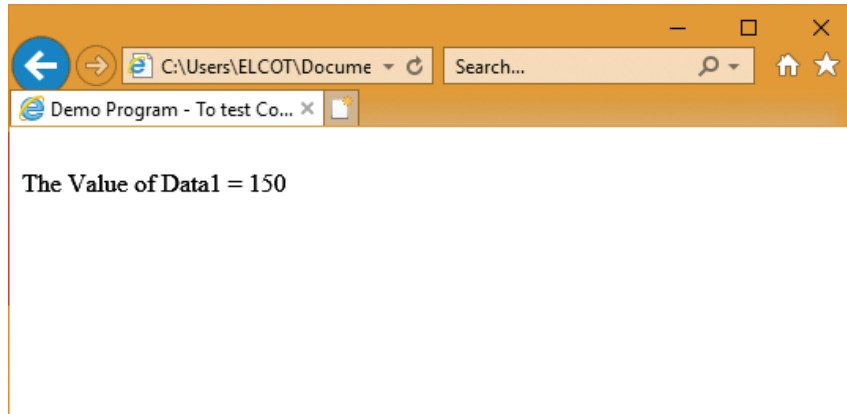 C:\Users\ELCOT\Docume
Search...
Demo Program - To test Co...
The Value of Data1 = 150